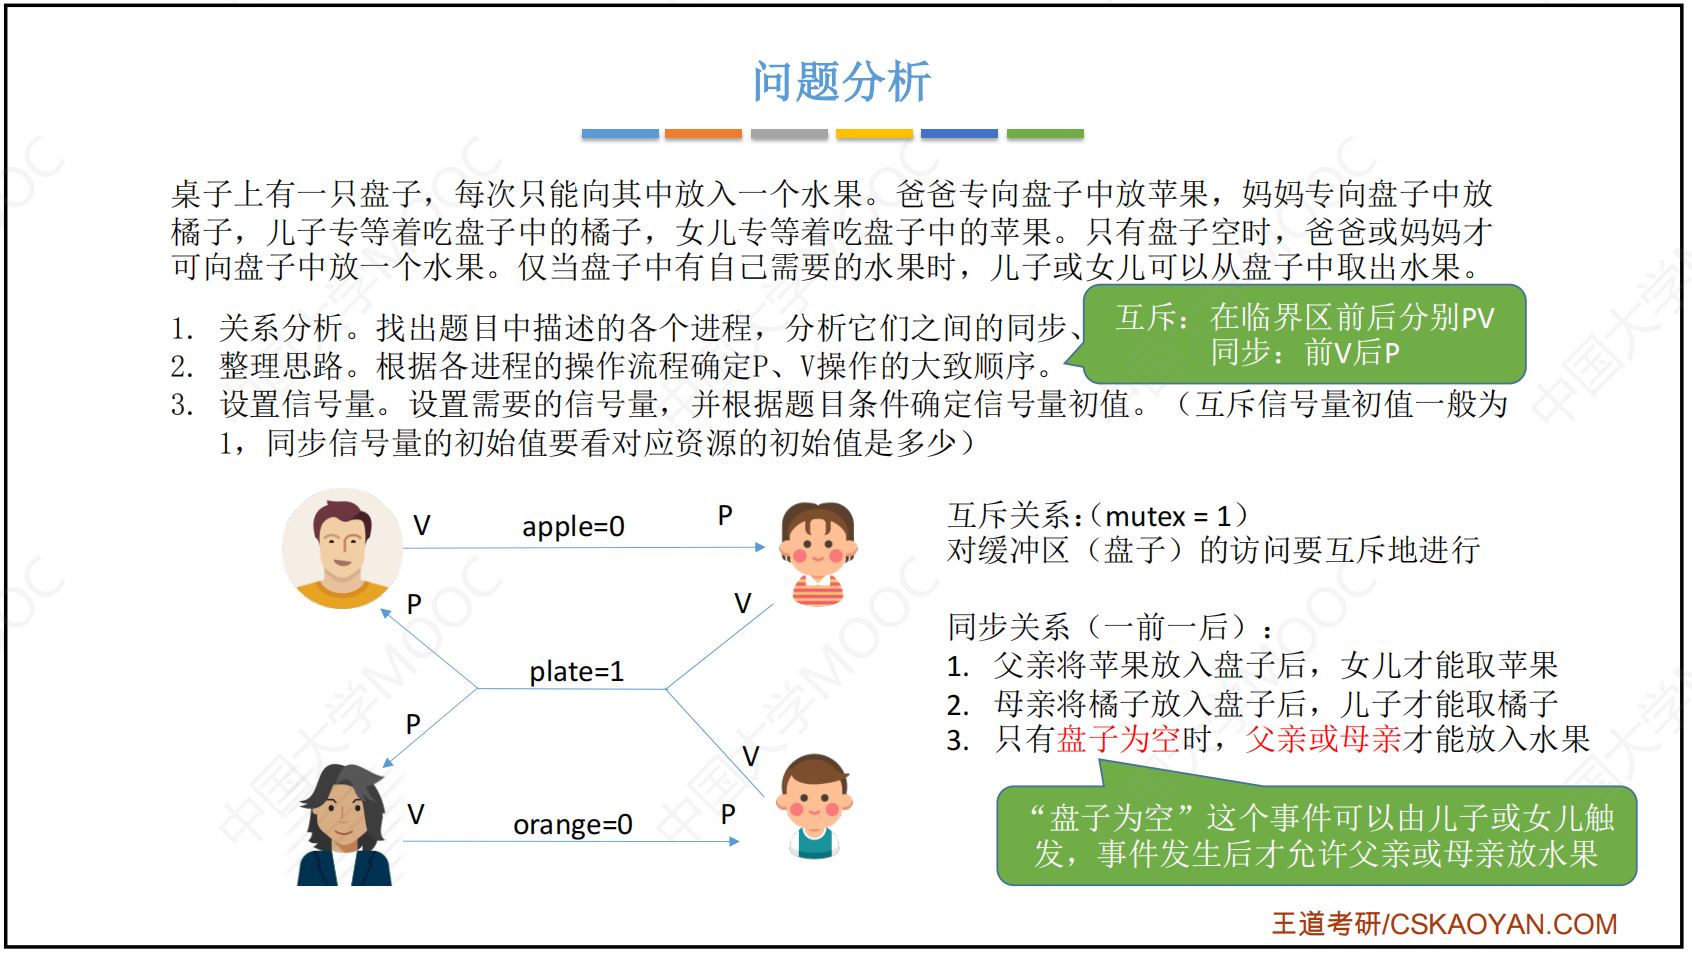 问题分析
桌子上有一只盘子，每次只能向其中放入一个水果。爸爸专向盘子中放苹果，妈妈专向盘子中放
橘子，儿子专等着吃盘子中的橘子，女儿专等着吃盘子中的苹果。只有盘子空时，爸爸或妈妈才
可向盘子中放一个水果。仅当盘子中有自己需要的水果时，儿子或女儿可以从盘子中取出水果。
1. 关系分析。找出题目中描述的各个进程，分析它们之间的同步、
互斥：在临界区前后分别PV
同步：前V后P
2. 整理思路。根据各进程的操作流程确定P、V操作的大致顺序。
3. 设置信号量。设置需要的信号量，并根据题目条件确定信号量初值。（互斥信号量初值一般为
1，同步信号量的初始值要看对应资源的初始值是多少）
V apple=0 P
P V
plate=1
P V
V orange=0 P
互斥关系：（mutex = 1）
对缓冲区（盘子）的访问要互斥地进行
同步关系（一前一后）：
1. 父亲将苹果放入盘子后，女儿才能取苹果
2. 母亲将橘子放入盘子后，儿子才能取橘子
3. 只有盘子为空时，父亲或母亲才能放入水果
“盘子为空”这个事件可以由儿子或女儿触
发，事件发生后才允许父亲或母亲放水果
王道考研/CSKAOYAN.COM
中国大学MOOC